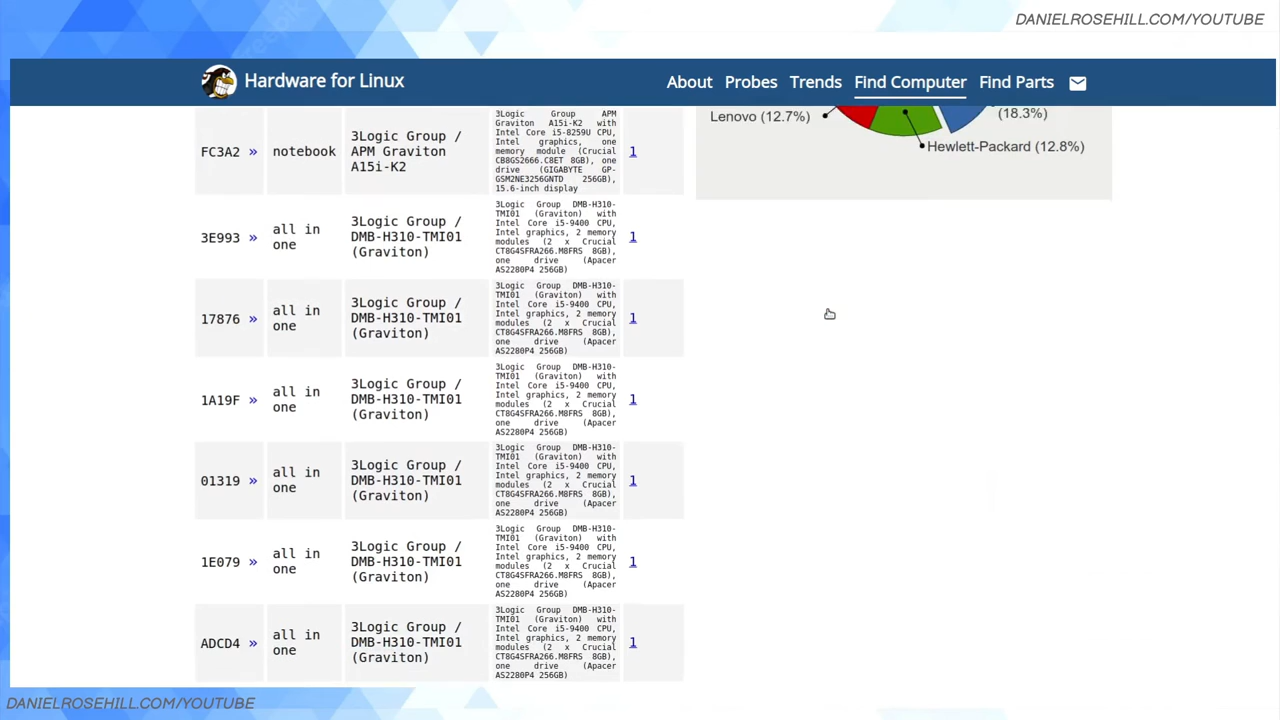 DANIELROSEHILL.COM/YOUTUBE
Hardware for Linux
About Probes Trends Find Computer Find Parts
Lenovo (12.7%)
(18.3%)
Hewlett-Packard (12.8%)
FC3A2 »
notebook
3Logic Group /
APM Graviton
A15i-K2
3Logic Group APM
Graviton A15i-K2 with
Intel Core i5-8259U CPU,
Intel graphics, one
memory module (Crucial
CB8GS2666.C8ET 8GB), one
drive (GIGABYTE GP-
GSM2NE3256GNTD 256GB),
15.6-inch display
1
3E993 »
all in
one
3Logic Group /
DMB-H310-TMI01
(Graviton)
3Logic Group DMB-H310-
TMI01 (Graviton) with
Intel Core i5-9400 CPU,
Intel graphics, 2 memory
modules (2 x Crucial
CT8G4SFRA266.M8FRS 8GB),
one drive (Apacer
AS2280P4 256GB)
1
17876 »
all in
one
3Logic Group /
DMB-H310-TMI01
(Graviton)
3Logic Group DMB-H310-
TMI01 (Graviton) with
Intel Core i5-9400 CPU,
Intel graphics, 2 memory
modules (2 x Crucial
CT8G4SFRA266.M8FRS 8GB),
one drive (Apacer
AS2280P4 256GB)
1
1A19F »
all in
one
3Logic Group /
DMB-H310-TMI01
(Graviton)
3Logic Group DMB-H310-
TMI01 (Graviton) with
Intel Core i5-9400 CPU,
Intel graphics, 2 memory
modules (2 x Crucial
CT8G4SFRA266.M8FRS 8GB),
one drive (Apacer
AS2280P4 256GB)
1
01319 »
all in
one
3Logic Group /
DMB-H310-TMI01
(Graviton)
3Logic Group DMB-H310-
TMI01 (Graviton) with
Intel Core i5-9400 CPU,
Intel graphics, 2 memory
modules (2 x Crucial
CT8G4SFRA266.M8FRS 8GB),
one drive (Apacer
AS2280P4 256GB)
1
1E079 »
all in
one
3Logic Group /
DMB-H310-TMI01
(Graviton)
3Logic Group DMB-H310-
TMI01 (Graviton) with
Intel Core i5-9400 CPU,
Intel graphics, 2 memory
modules (2 x Crucial
CT8G4SFRA266.M8FRS 8GB),
one drive (Apacer
AS2280P4 256GB)
1
ADCD4 »
all in
one
3Logic Group /
DMB-H310-TMI01
(Graviton)
3Logic Group DMB-H310-
TMI01 (Graviton) with
Intel Core i5-9400 CPU,
Intel graphics, 2 memory
modules (2 x Crucial
CT8G4SFRA266.M8FRS 8GB),
one drive (Apacer
AS2280P4 256GB)
1
DANIELROSEHILL.COM/YOUTUBE